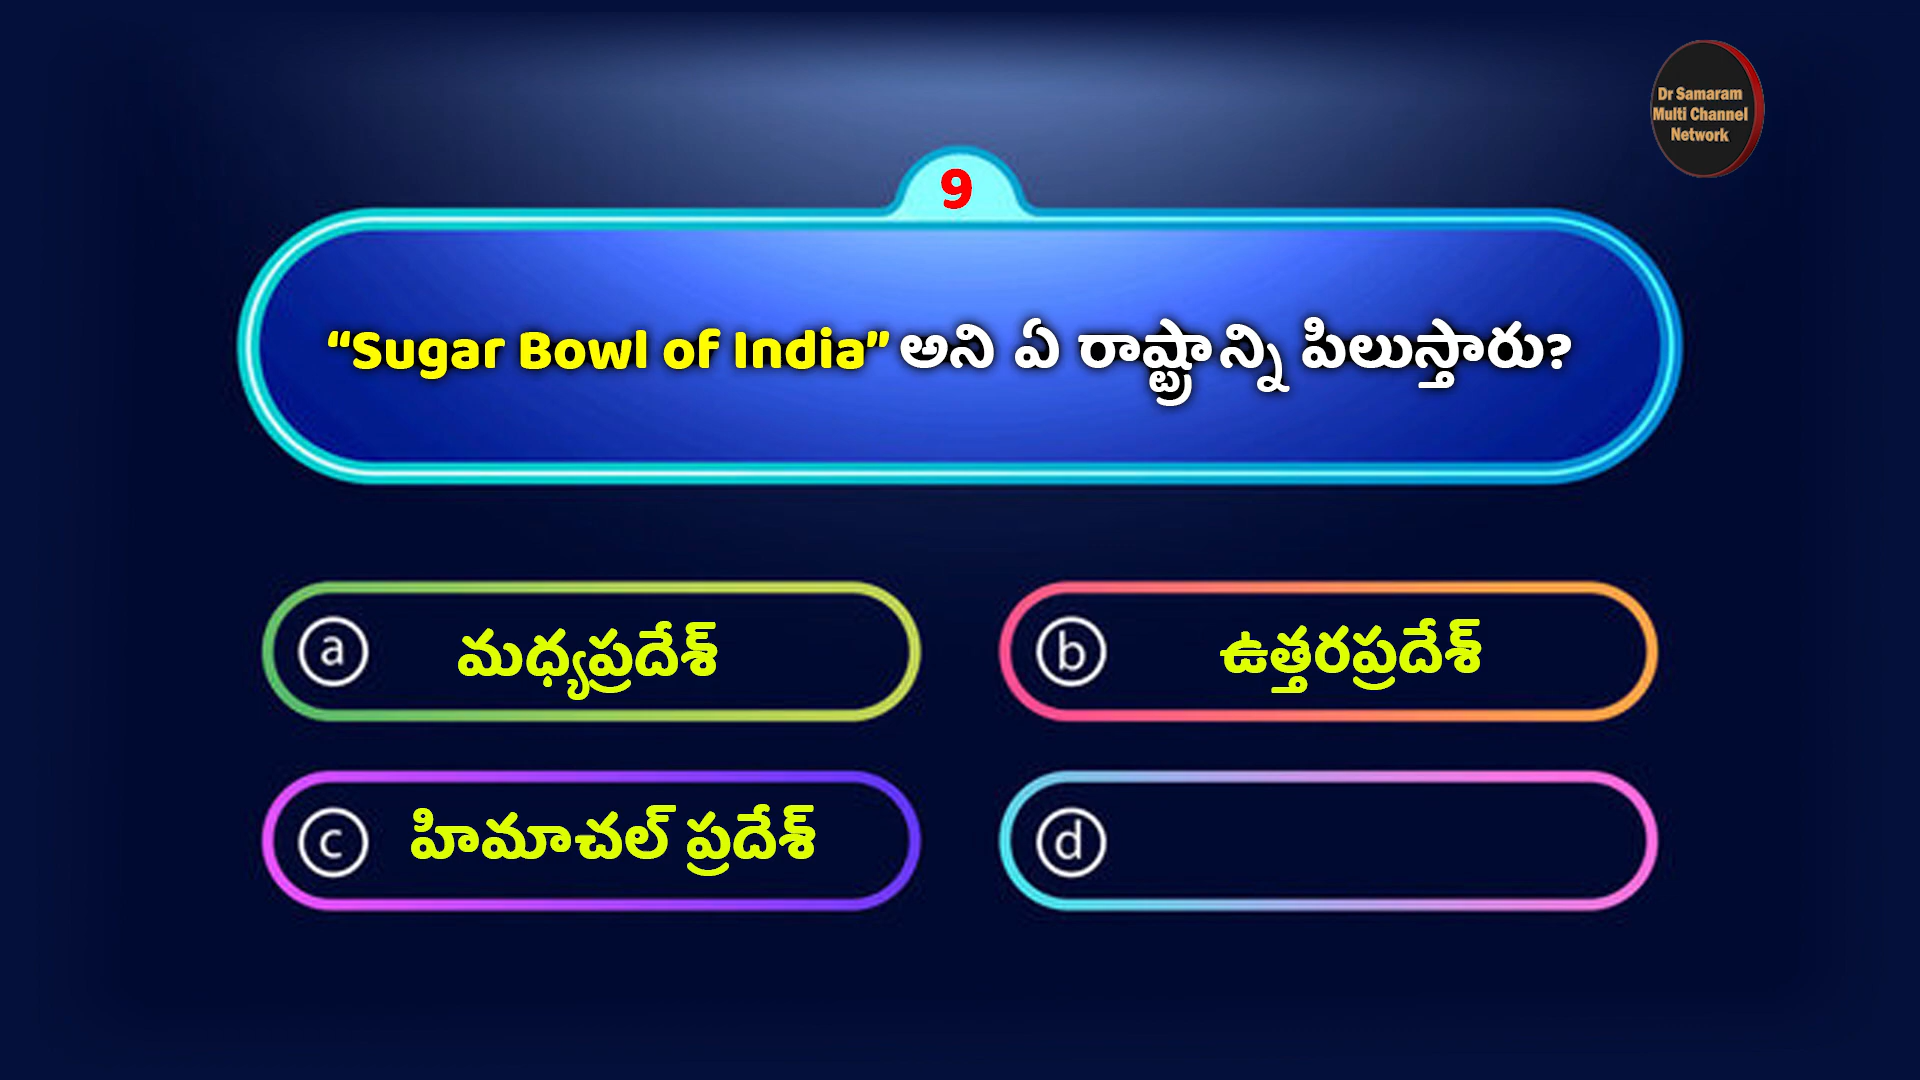 Dr Samaram
Multi Channel
Network
9
“Sugar Bowl of India” అని ఏ రాష్ట్రాన్ని పిలుస్తారు?
a మధ్యప్రదేశ్
b ఉత్తరప్రదేశ్
c హిమాచల్ ప్రదేశ్
d